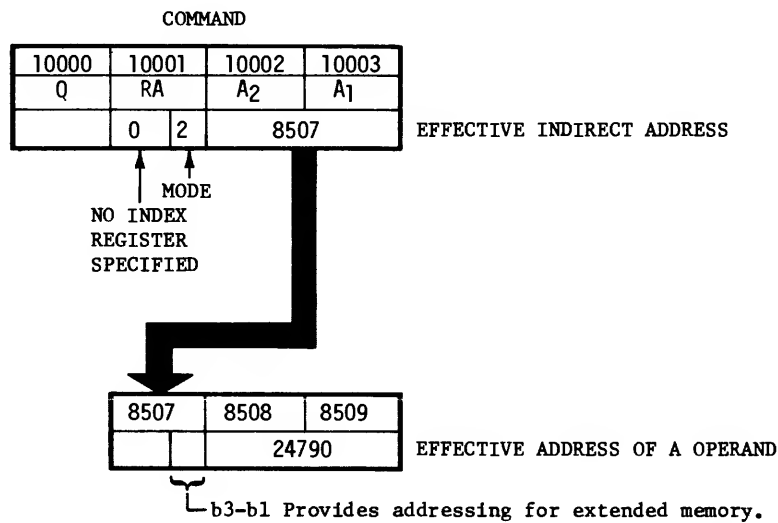 COMMAND
10000 10001 10002 10003
Q RA A2 A1
0 2 8507 EFFECTIVE INDIRECT ADDRESS
MODE
NO INDEX
REGISTER
SPECIFIED
8507 8508 8509
24790 EFFECTIVE ADDRESS OF A OPERAND
b3-b1 Provides addressing for extended memory.